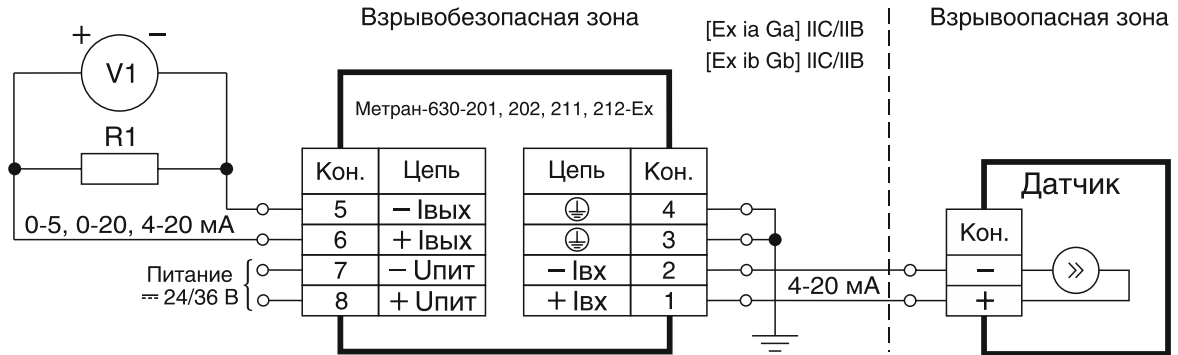 Взрывобезопасная зона
Взрывоопасная зона
[Ex ia Ga] IIC/IIB
[Ex ib Gb] IIC/IIB
+ −
V1
R1
Метран-630-201, 202, 211, 212-Ex
Кон. Цепь Цепь Кон.
5 − Iвых 4
6 + Iвых 3
7 − Uпит − Iвх 2
8 + Uпит + Iвх 1
0-5, 0-20, 4-20 мА
Питание
⎓ 24/36 В
4-20 мА
Датчик
Кон.
−
+